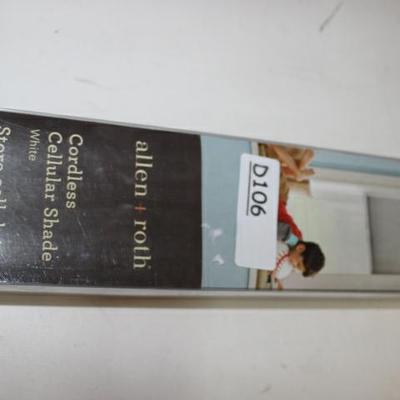 allen + roth®
Cordless
Cellular Shade
White
D106